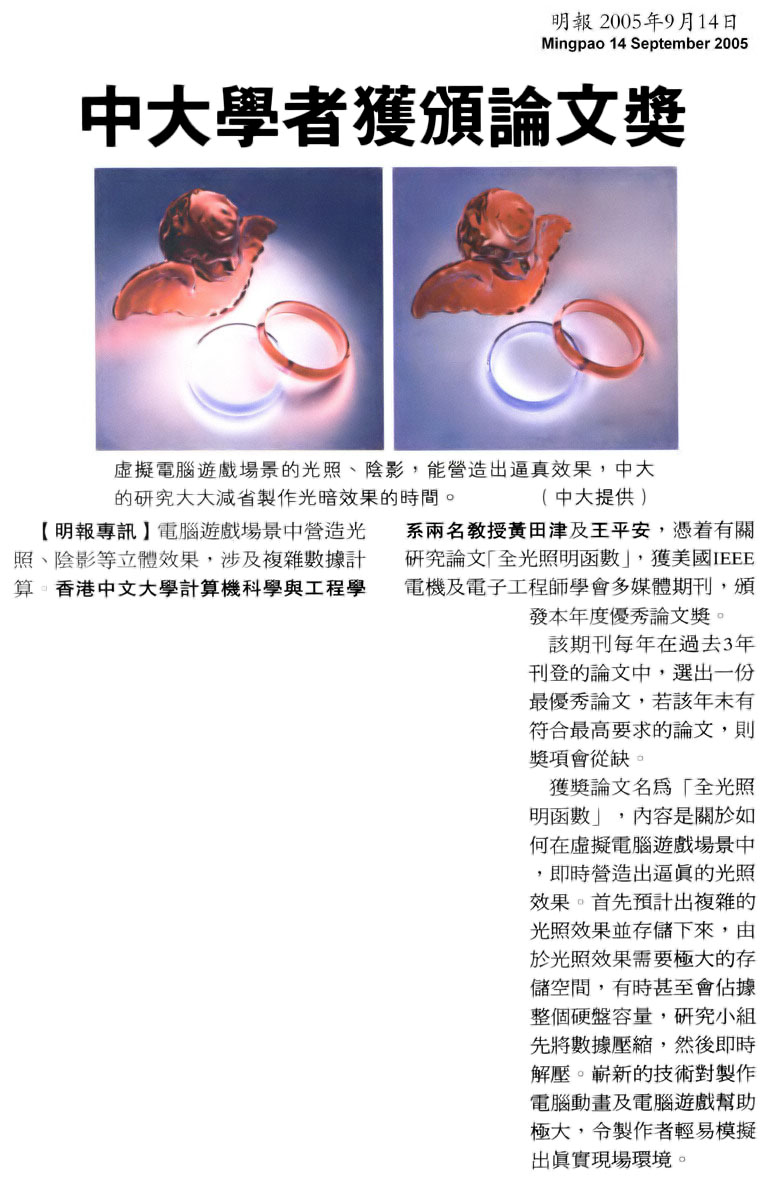 明報 2005年9月14日
Mingpao 14 September 2005
中大學者獲頒論文獎
虛擬電腦遊戲場景的光照、陰影，能營造出逼真效果，中大
的研究大大減省製作光暗效果的時間。　（中大提供）
【明報專訊】電腦遊戲場景中營造光
照、陰影等立體效果，涉及複雜數據計
算。香港中文大學計算機科學與工程學
系兩名教授黃田津及王平安，憑着有關
研究論文「全光照明函數」，獲美國IEEE
電機及電子工程師學會多媒體期刊，頒
發本年度優秀論文獎。
該期刊每年在過去3年
刊登的論文中，選出一份
最優秀論文，若該年未有
符合最高要求的論文，則
獎項會從缺。
獲獎論文名為「全光照
明函數」，內容是關於如
何在虛擬電腦遊戲場景中
，即時營造出逼真的光照
效果。首先預計出複雜的
光照效果並存儲下來，由
於光照效果需要極大的存
儲空間，有時甚至會佔據
整個硬盤容量，研究小組
先將數據壓縮，然後即時
解壓。嶄新的技術對製作
電腦動畫及電腦遊戲幫助
極大，令製作者輕易模擬
出真實現場環境。